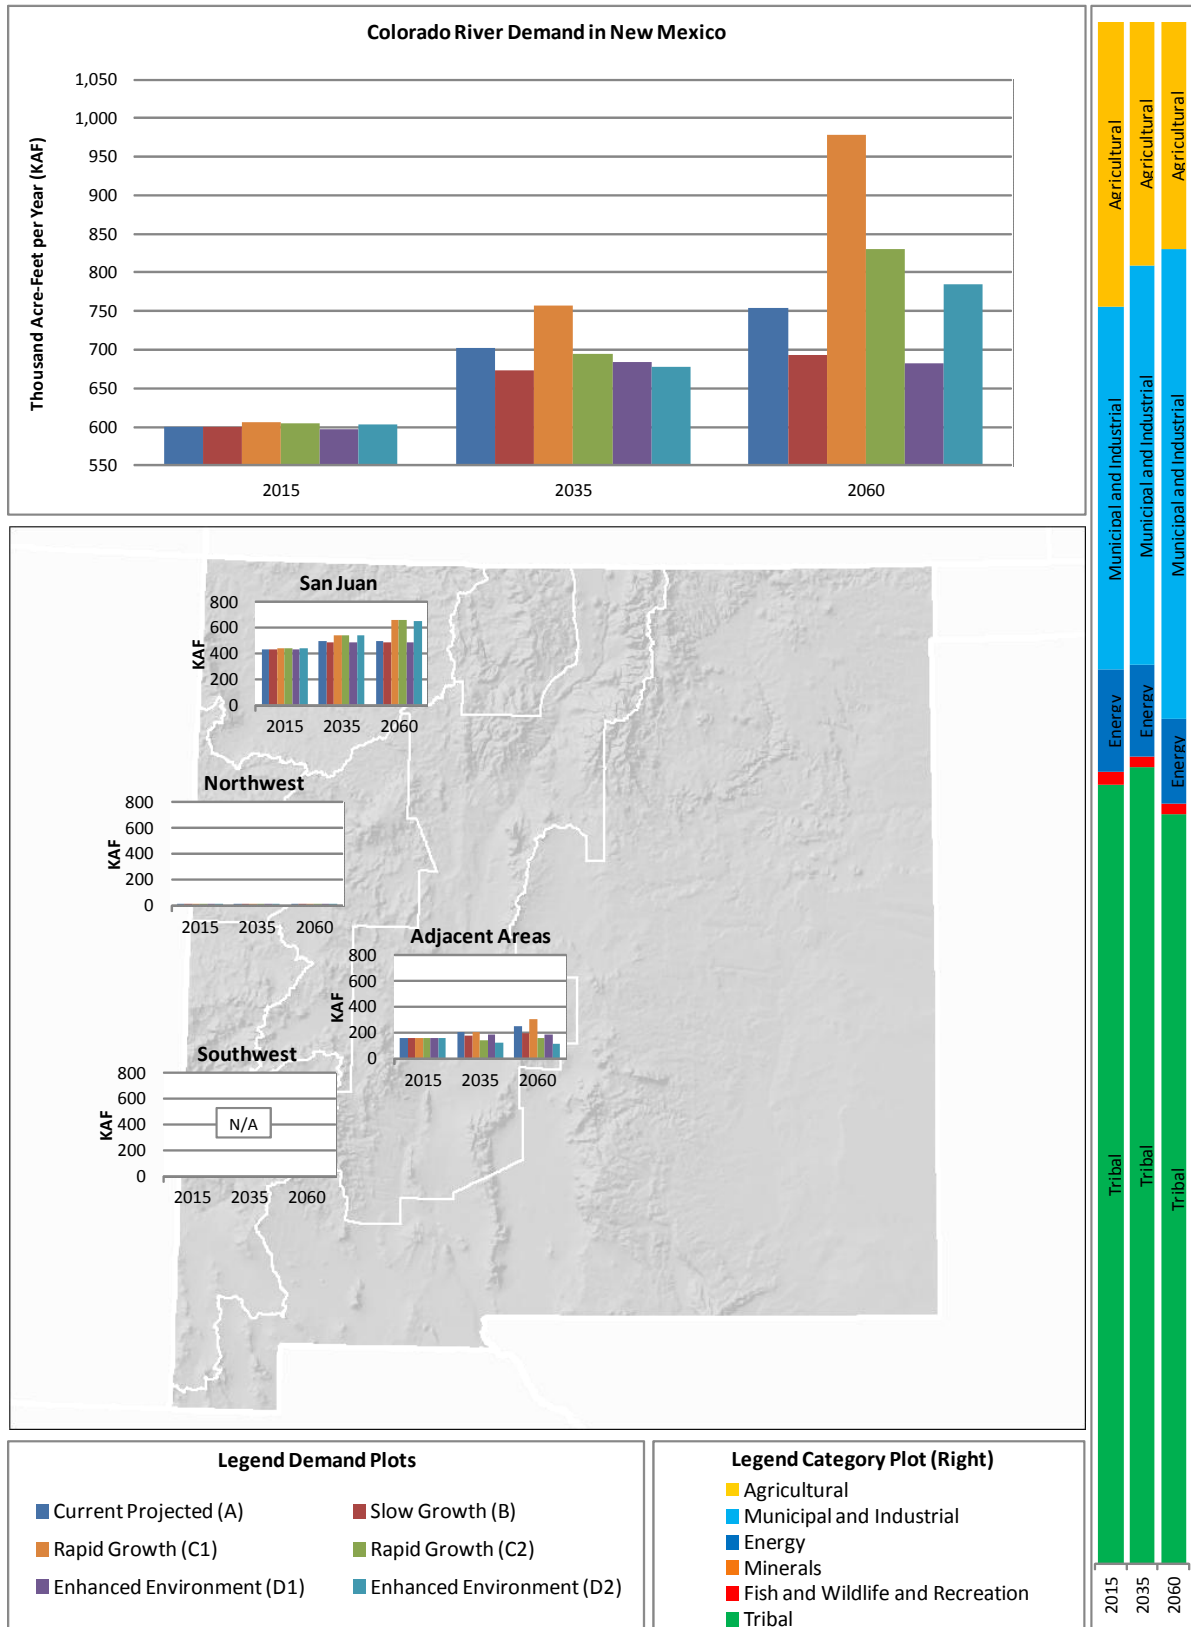 Colorado River Demand in New Mexico
Thousand Acre-Feet per Year (KAF)
1,050
1,000
950
900
850
800
750
700
650
600
550
2015 2035 2060
San Juan
KAF
800
600
400
200
0
2015 2035 2060
Northwest
KAF
800
600
400
200
0
2015 2035 2060
Adjacent Areas
KAF
800
600
400
200
0
2015 2035 2060
Southwest
KAF
800
600
400
200
0
N/A
2015 2035 2060
Legend Demand Plots
Current Projected (A)
Slow Growth (B)
Rapid Growth (C1)
Rapid Growth (C2)
Enhanced Environment (D1)
Enhanced Environment (D2)
Legend Category Plot (Right)
Agricultural
Municipal and Industrial
Energy
Minerals
Fish and Wildlife and Recreation
Tribal
Agricultural
Municipal and Industrial
Energy
Tribal
2015
Agricultural
Municipal and Industrial
Energy
Tribal
2035
Agricultural
Municipal and Industrial
Energy
Tribal
2060